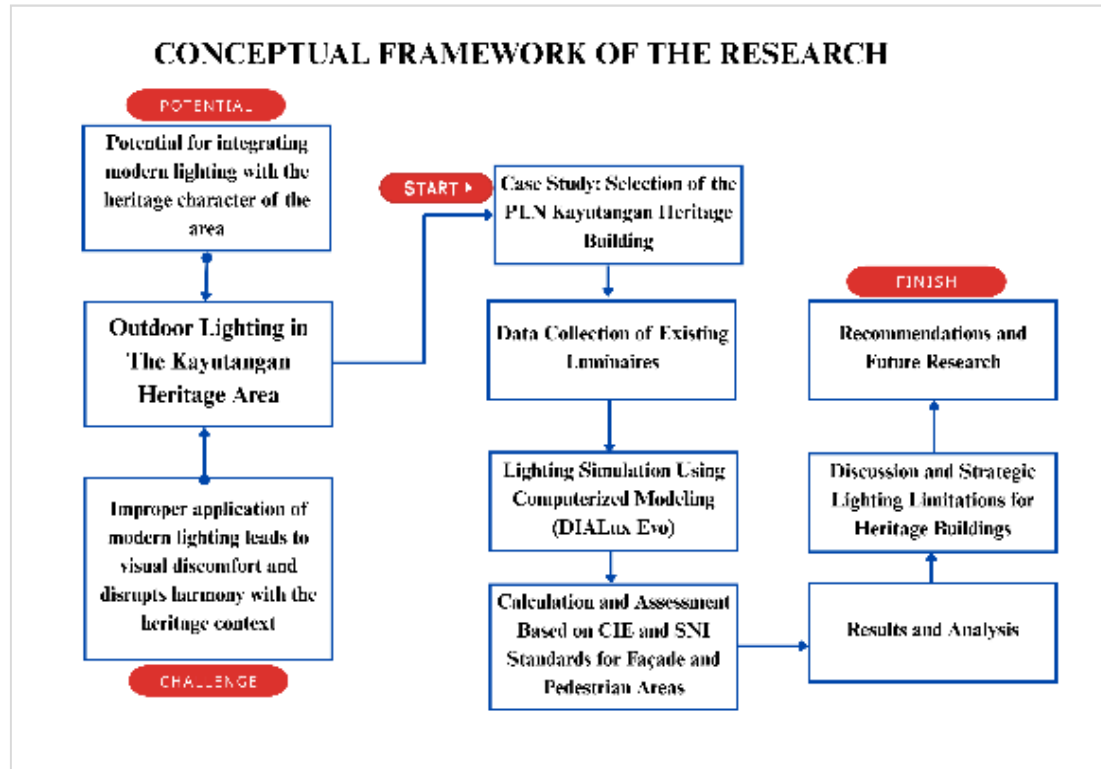 CONCEPTUAL FRAMEWORK OF THE RESEARCH
POTENTIAL
Potential for integrating
modern lighting with the
heritage character of the
area
Outdoor Lighting in
The Kayutangan
Heritage Area
Improper application of
modern lighting leads to
visual discomfort and
disrupts harmony with the
heritage context
CHALLENGE
START
Case Study: Selection of the
PLN Kayutangan Heritage
Building
Data Collection of Existing
Luminaires
Lighting Simulation Using
Computerized Modeling
(DIALux Evo)
Calculation and Assessment
Based on CIE and SNI
Standards for Façade and
Pedestrian Areas
FINISH
Recommendations and
Future Research
Discussion and Strategic
Lighting Limitations for
Heritage Buildings
Results and Analysis